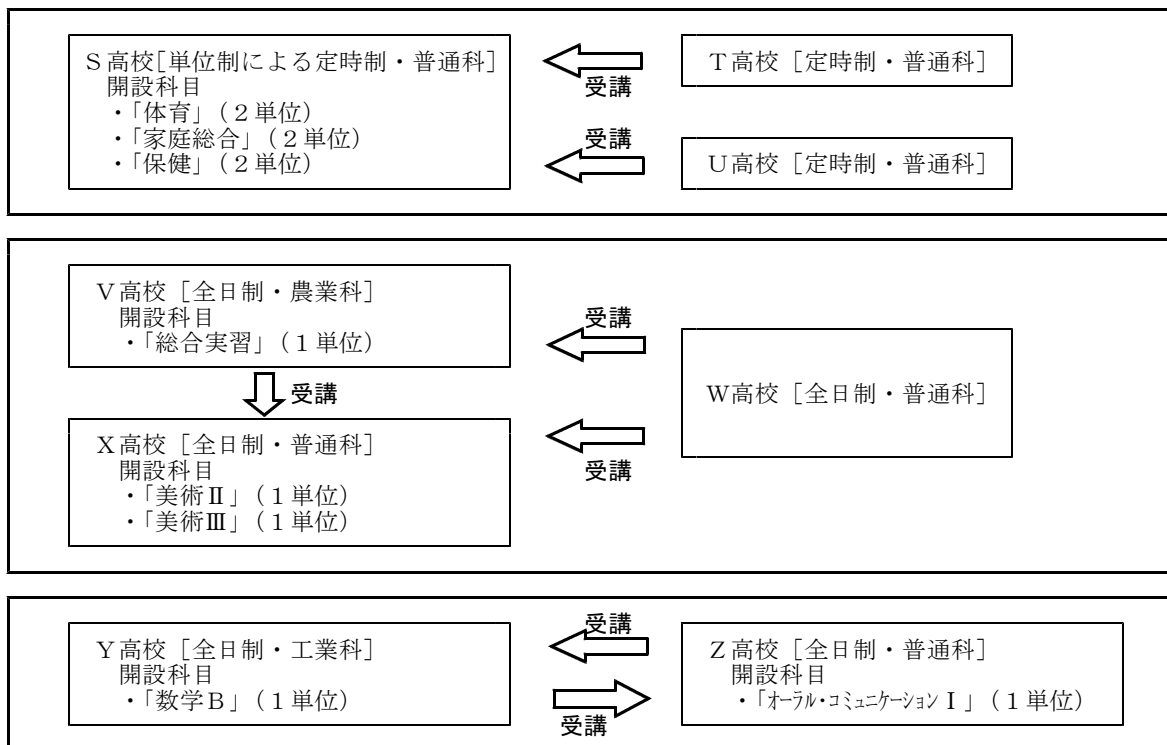 S高校[単位制による定時制・普通科]
開設科目
・「体育」(2単位)
・「家庭総合」(2単位)
・「保健」(2単位)
受講
T高校[定時制・普通科]
受講
U高校[定時制・普通科]
V高校[全日制・農業科]
開設科目
・「総合実習」(1単位)
受講
受講
W高校[全日制・普通科]
X高校[全日制・普通科]
開設科目
・「美術Ⅱ」(1単位)
・「美術Ⅲ」(1単位)
受講
Y高校[全日制・工業科]
開設科目
・「数学B」(1単位)
受講
受講
Z高校[全日制・普通科]
開設科目
・「オーラル・コミュニケーションⅠ」(1単位)